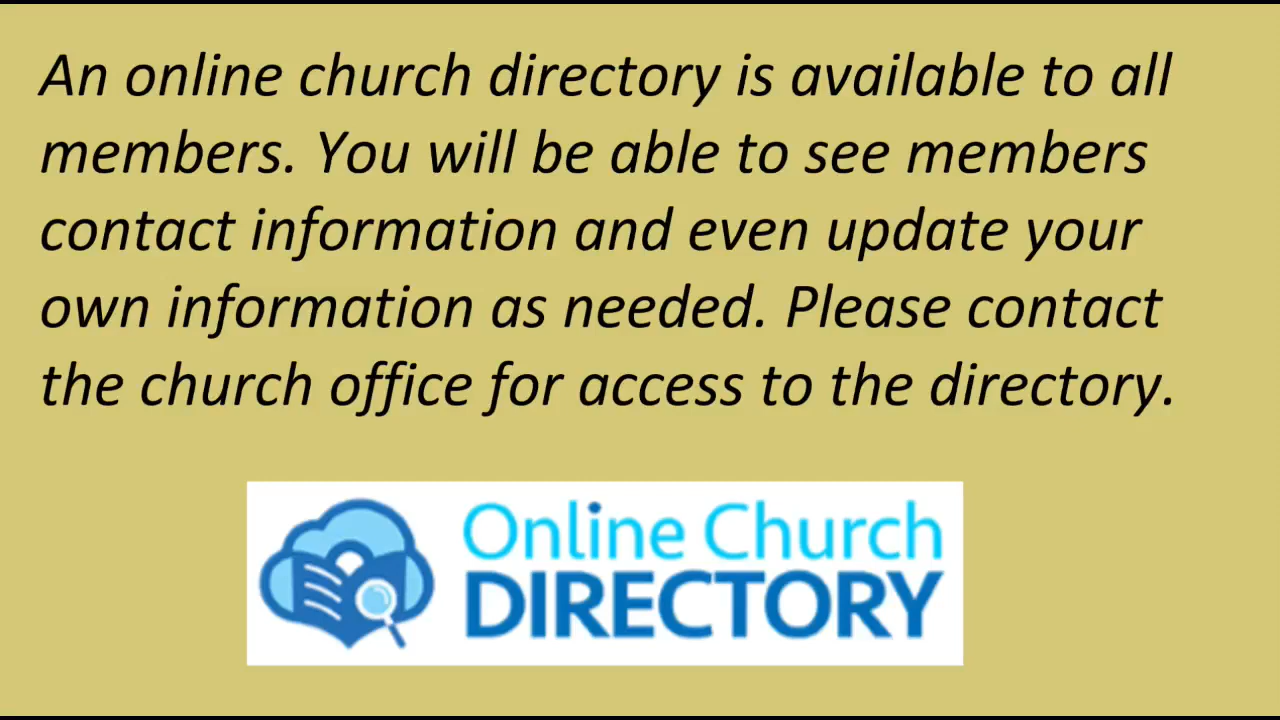 An online church directory is available to all
members. You will be able to see members
contact information and even update your
own information as needed. Please contact
the church office for access to the directory.
Online Church
DIRECTORY